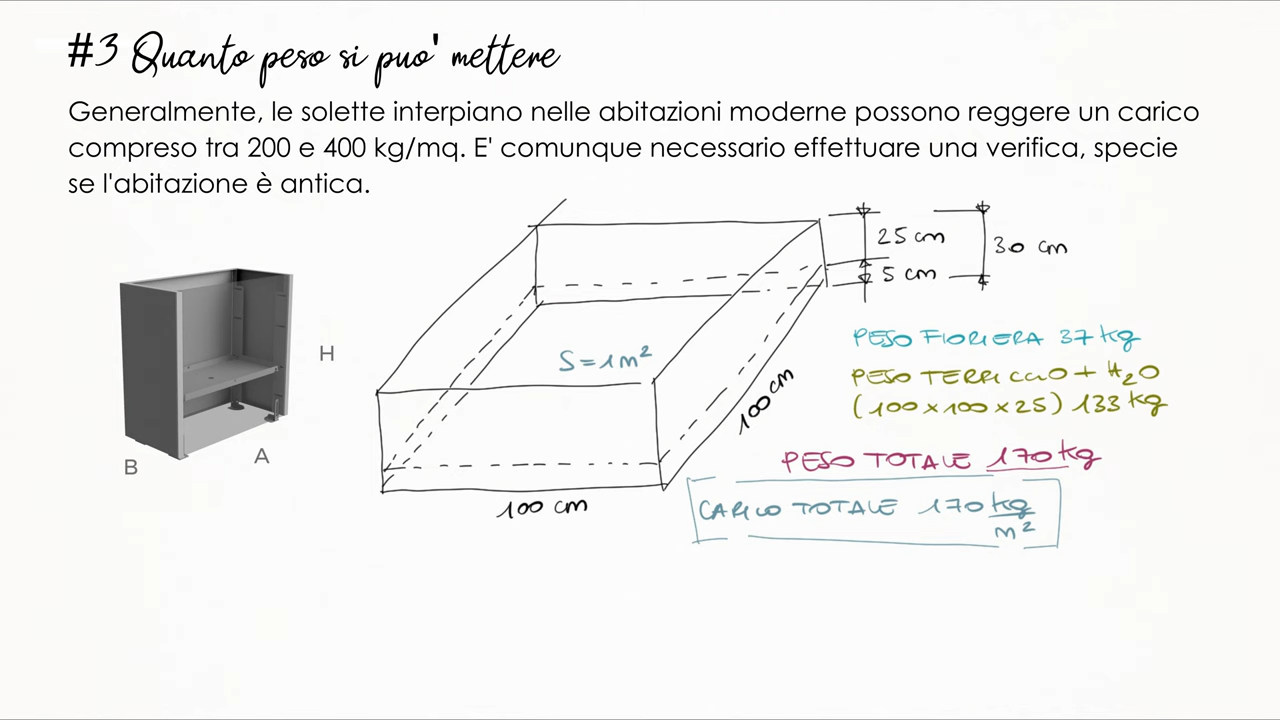 #3 Quanto peso si puo' mettere
Generalmente, le solette interpiano nelle abitazioni moderne possono reggere un carico
compreso tra 200 e 400 kg/mq. E' comunque necessario effettuare una verifica, specie
se l'abitazione è antica.
25 cm
30 cm
5 cm
H
B
A
S = 1 m²
100 cm
100 cm
PESO FIORIERA 37 kg
PESO TERRICCIO + H₂O
(100 x 100 x 25) 133 kg
PESO TOTALE 170 kg
CARICO TOTALE 170 kg/m²